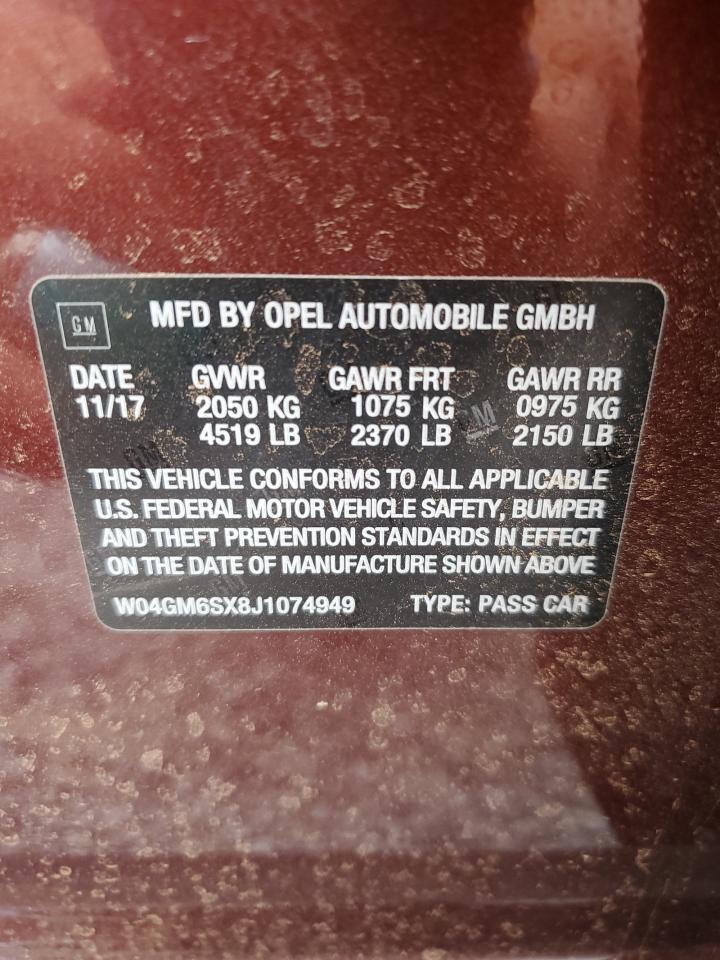 GM
MFD BY OPEL AUTOMOBILE GMBH
DATE GVWR GAWR FRT GAWR RR
11/17 2050 KG 1075 KG 0975 KG
4519 LB 2370 LB 2150 LB
THIS VEHICLE CONFORMS TO ALL APPLICABLE
U.S. FEDERAL MOTOR VEHICLE SAFETY, BUMPER
AND THEFT PREVENTION STANDARDS IN EFFECT
ON THE DATE OF MANUFACTURE SHOWN ABOVE
W04GM6SX8J1074949 TYPE: PASS CAR